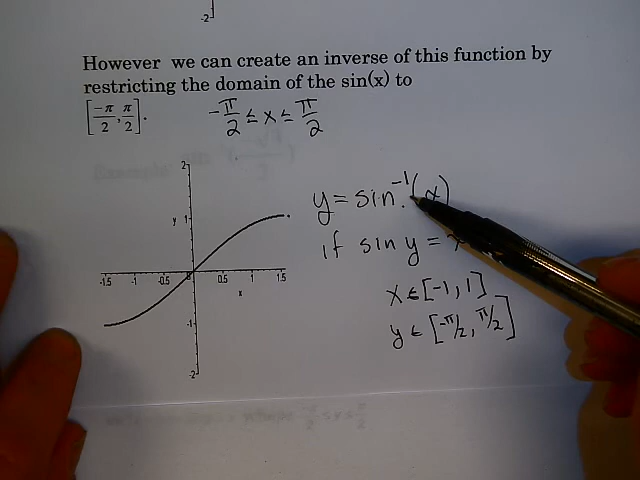 -2
However we can create an inverse of this function by
restricting the domain of the sin(x) to
[-π/2, π/2]. -π/2 ≤ x ≤ π/2
2
y 1
-1.5 -1 -0.5 0 0.5 1 1.5
x
-1
-2
y = sin⁻¹(x)
if sin y =
x ∈ [-1, 1]
y ∈ [-π/2, π/2]